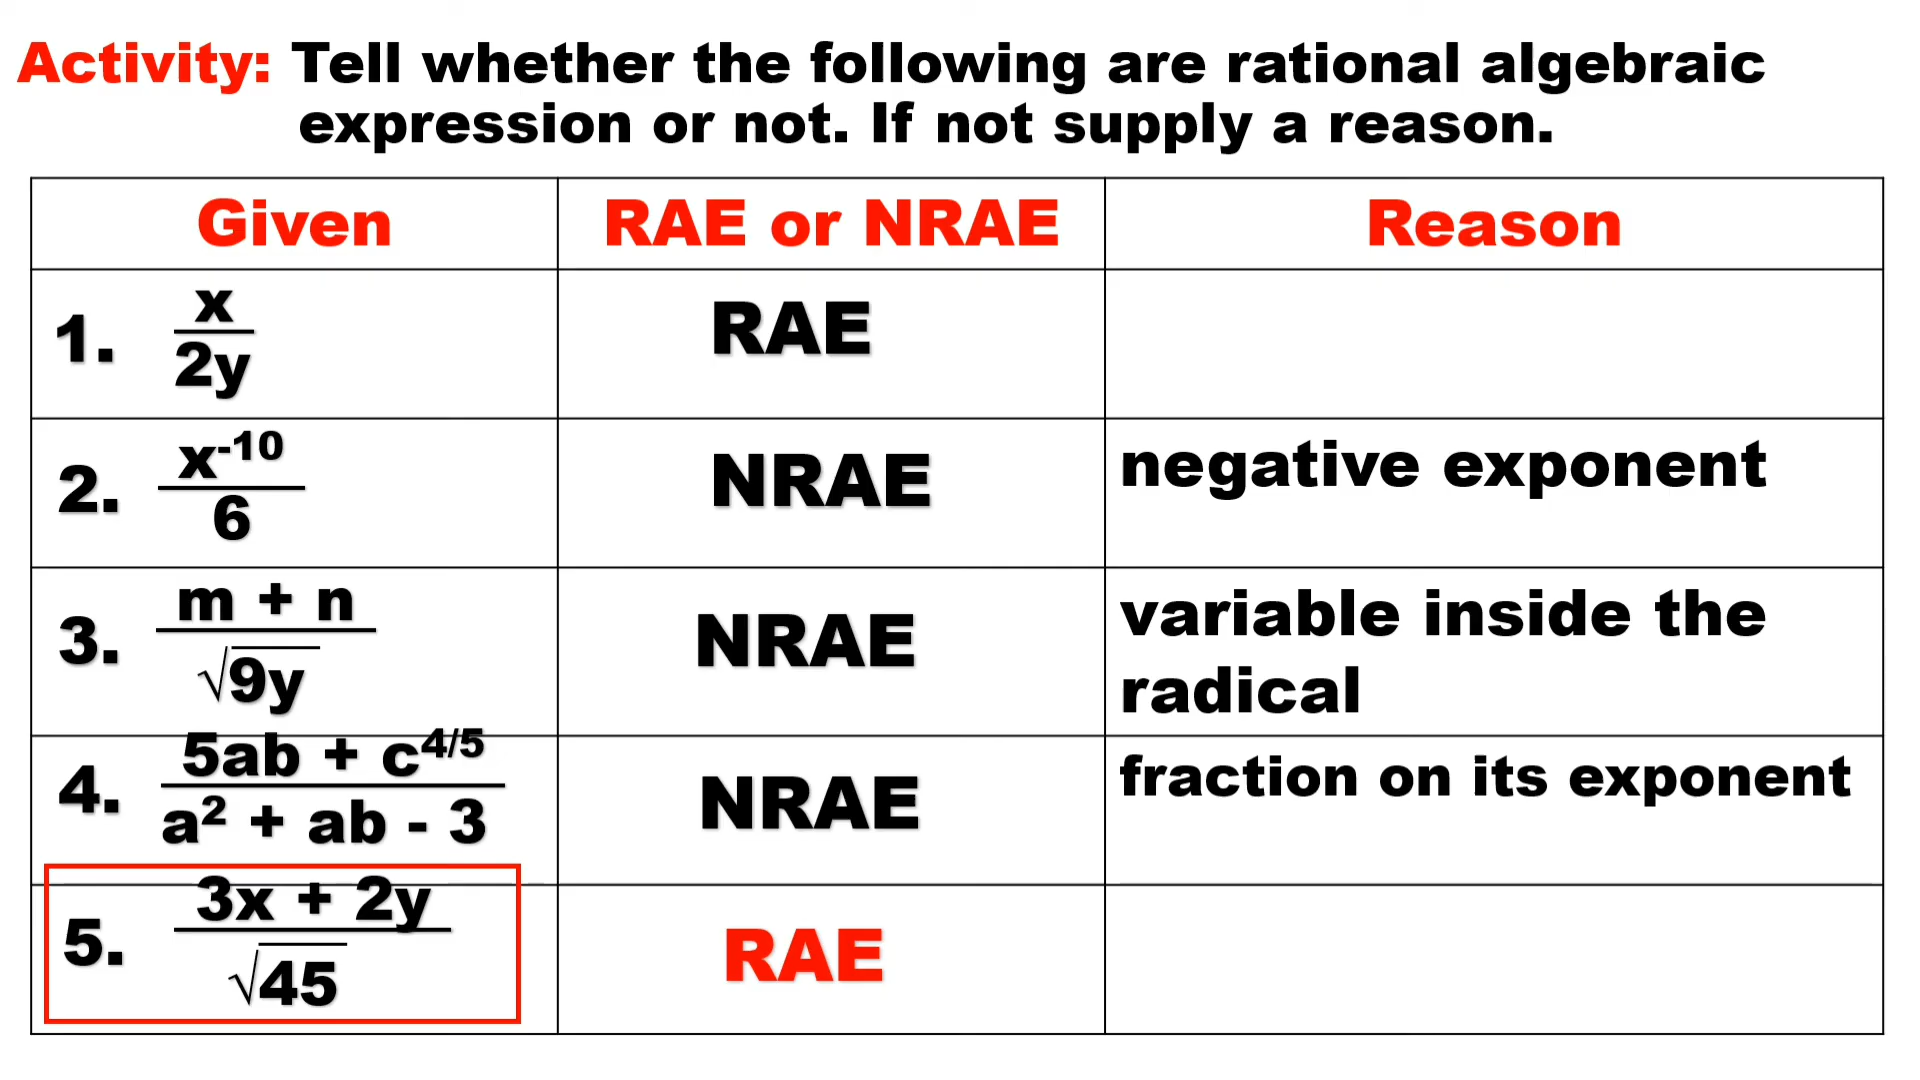 Activity: Tell whether the following are rational algebraic
expression or not. If not supply a reason.
Given RAE or NRAE Reason
1. x
2y
RAE
2. x⁻¹⁰
6
NRAE
negative exponent
3. m + n
√9y
NRAE
variable inside the
radical
4. 5ab + c⁴ᐟ⁵
a² + ab - 3
NRAE
fraction on its exponent
5. 3x + 2y
√45
RAE